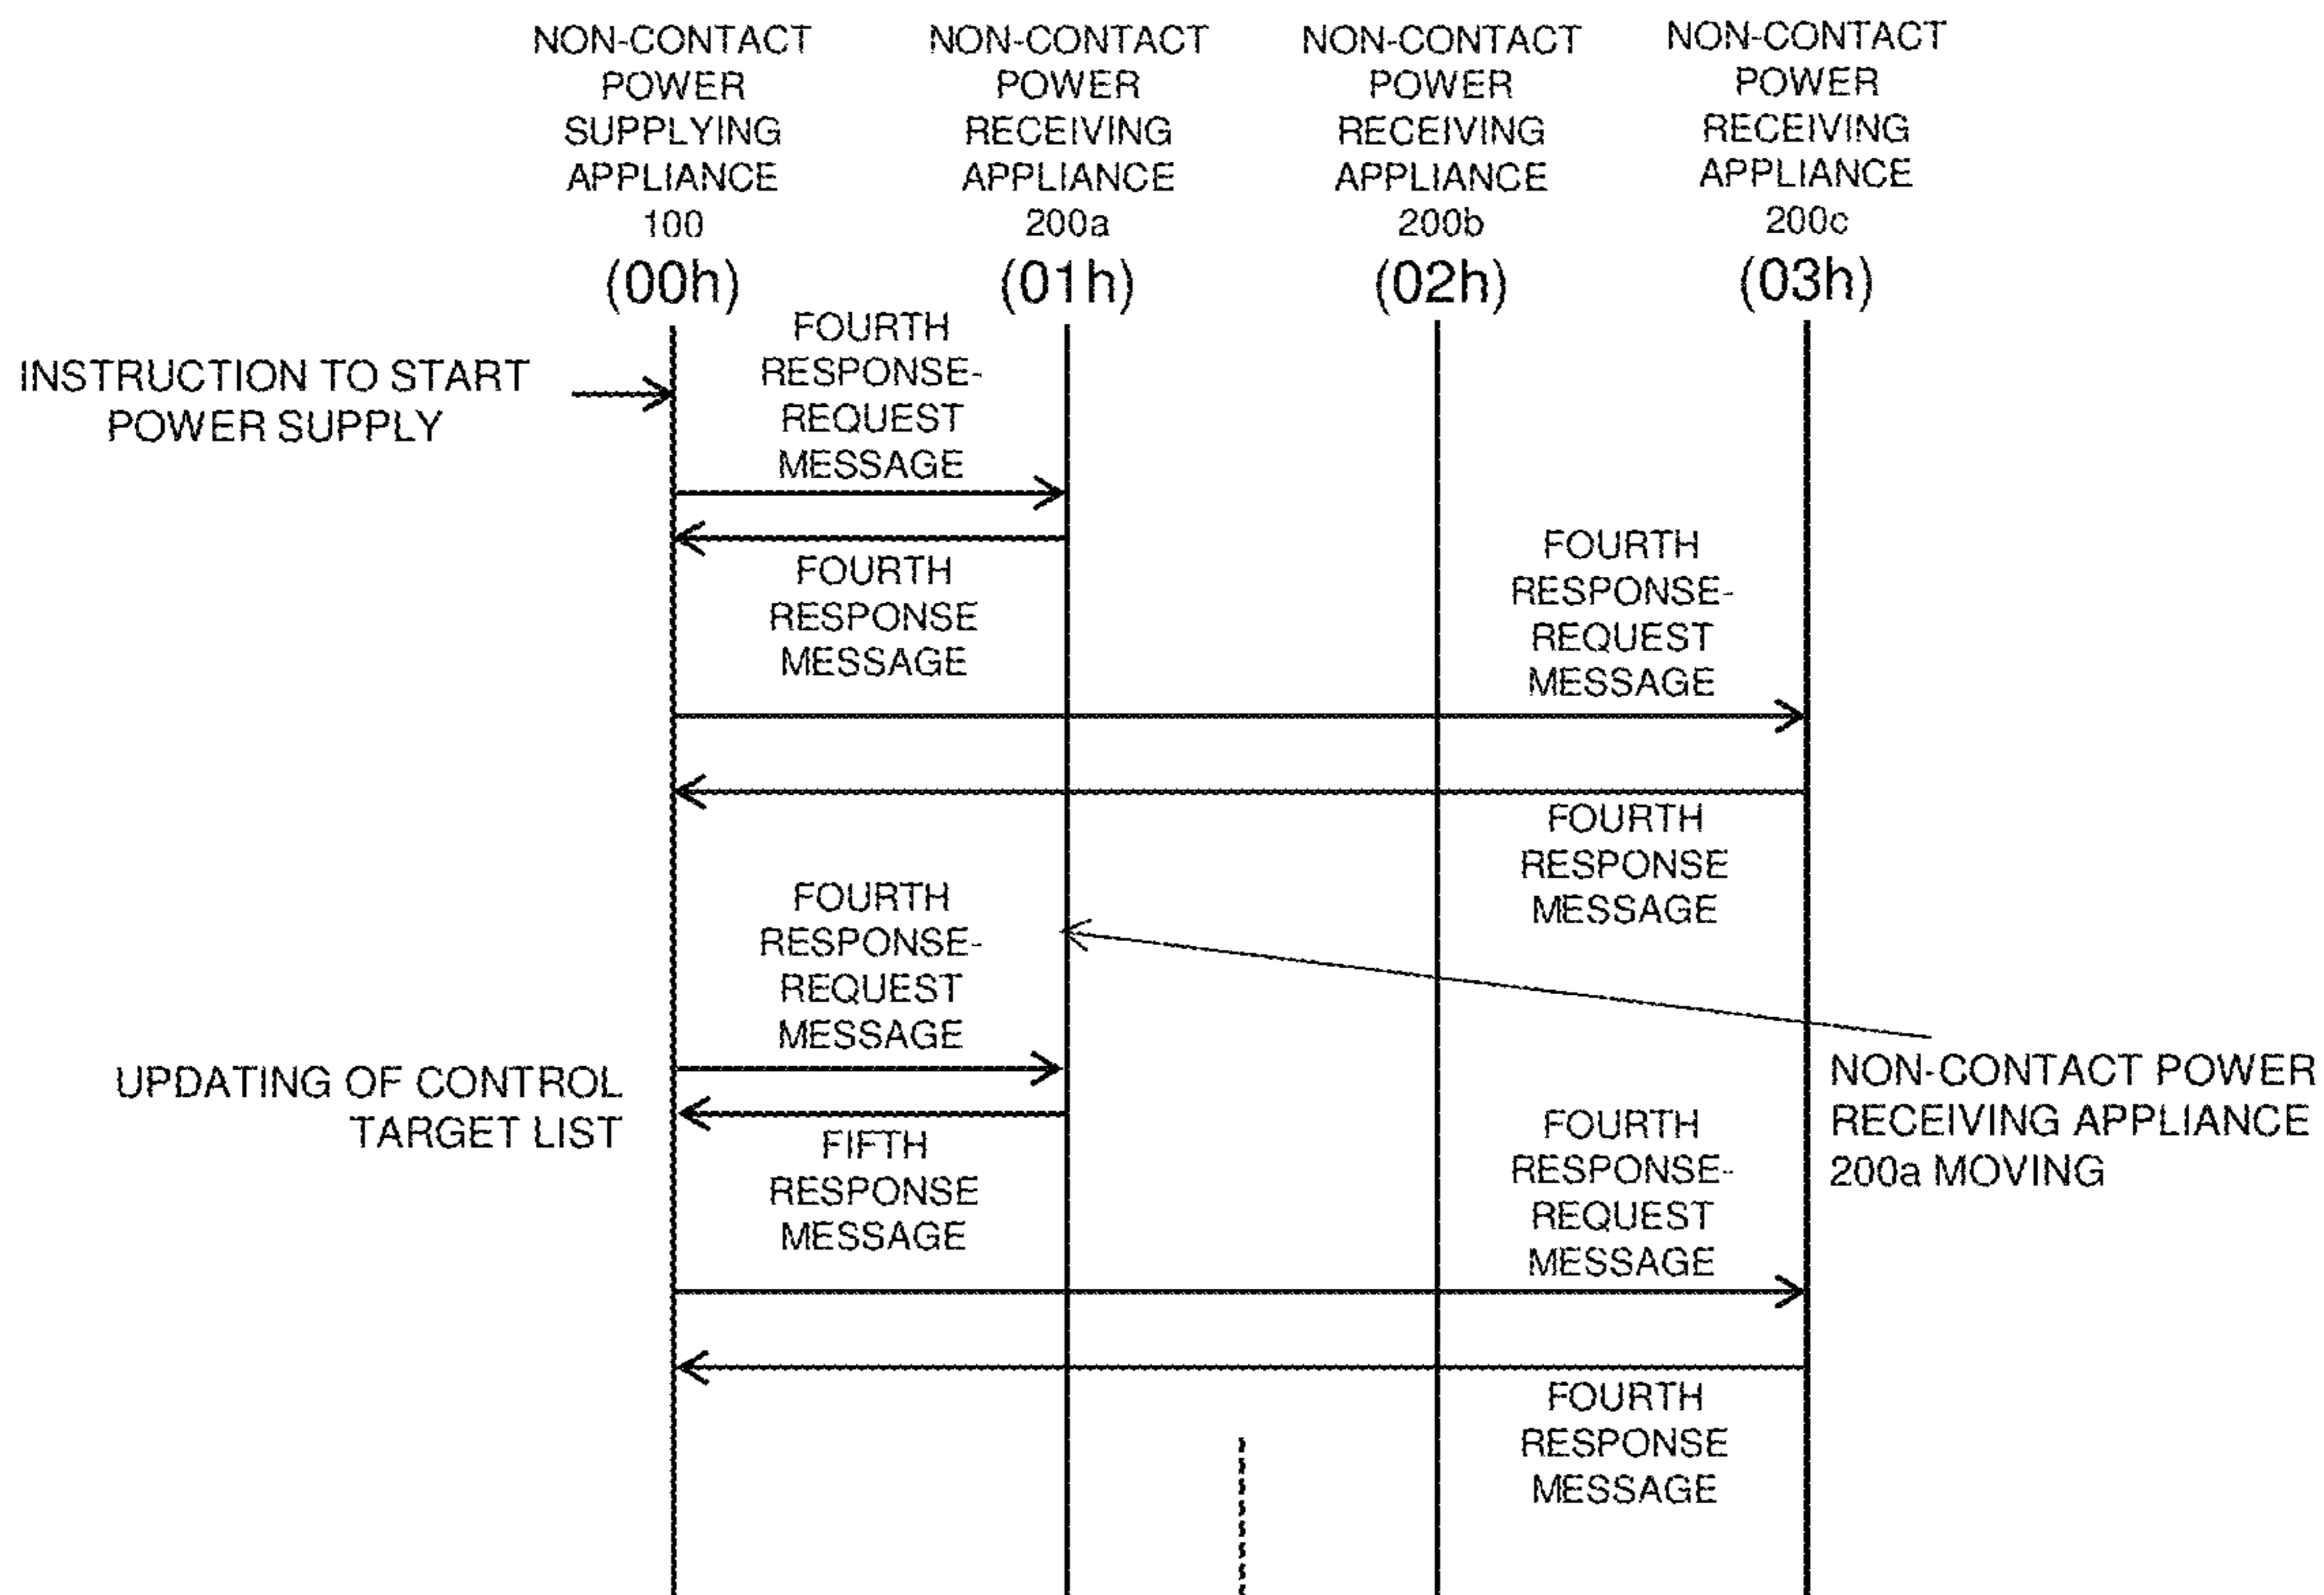 NON-CONTACT
POWER
SUPPLYING
APPLIANCE
100
(00h)
NON-CONTACT
POWER
RECEIVING
APPLIANCE
200a
(01h)
NON-CONTACT
POWER
RECEIVING
APPLIANCE
200b
(02h)
NON-CONTACT
POWER
RECEIVING
APPLIANCE
200c
(03h)
INSTRUCTION TO START
POWER SUPPLY
FOURTH
RESPONSE-
REQUEST
MESSAGE
FOURTH
RESPONSE
MESSAGE
FOURTH
RESPONSE-
REQUEST
MESSAGE
FOURTH
RESPONSE
MESSAGE
FOURTH
RESPONSE-
REQUEST
MESSAGE
UPDATING OF CONTROL
TARGET LIST
FIFTH
RESPONSE
MESSAGE
NON-CONTACT POWER
RECEIVING APPLIANCE
200a MOVING
FOURTH
RESPONSE-
REQUEST
MESSAGE
FOURTH
RESPONSE
MESSAGE